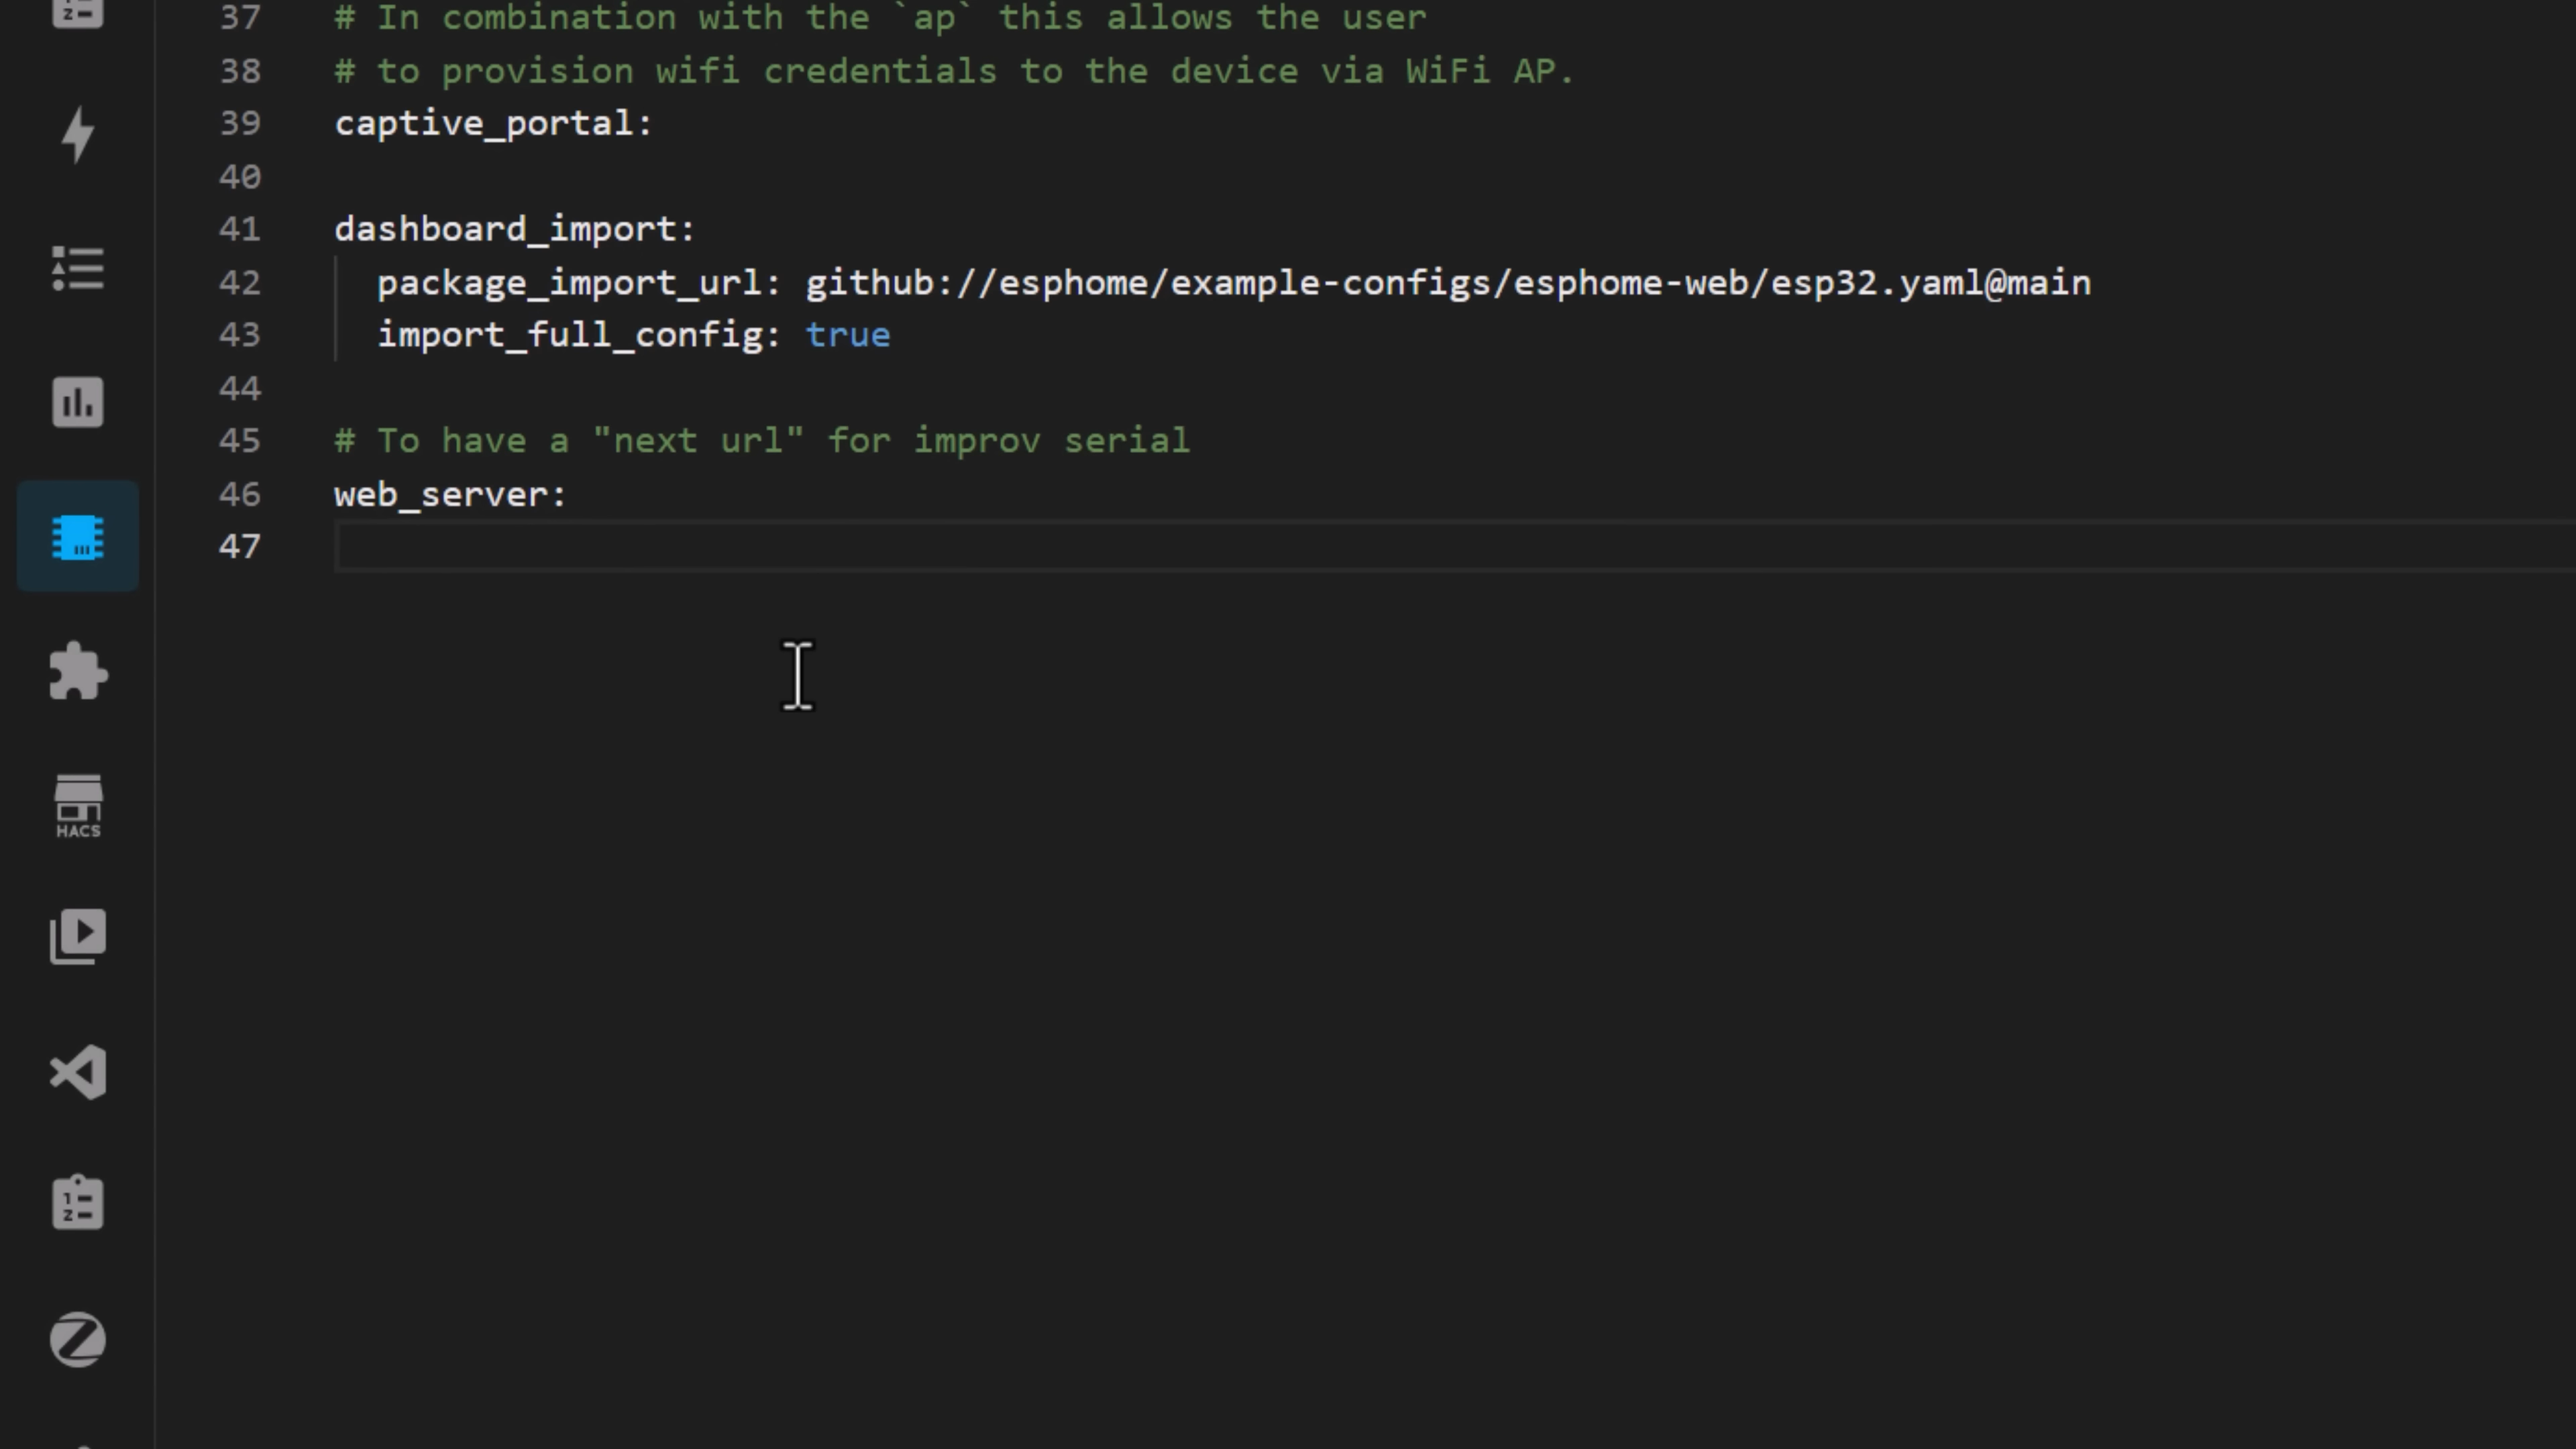 37 # In combination with the `ap` this allows the user
38 # to provision wifi credentials to the device via WiFi AP.
39 captive_portal:
40
41 dashboard_import:
42 package_import_url: github://esphome/example-configs/esphome-web/esp32.yaml@main
43 import_full_config: true
44
45 # To have a "next url" for improv serial
46 web_server:
47
HACS